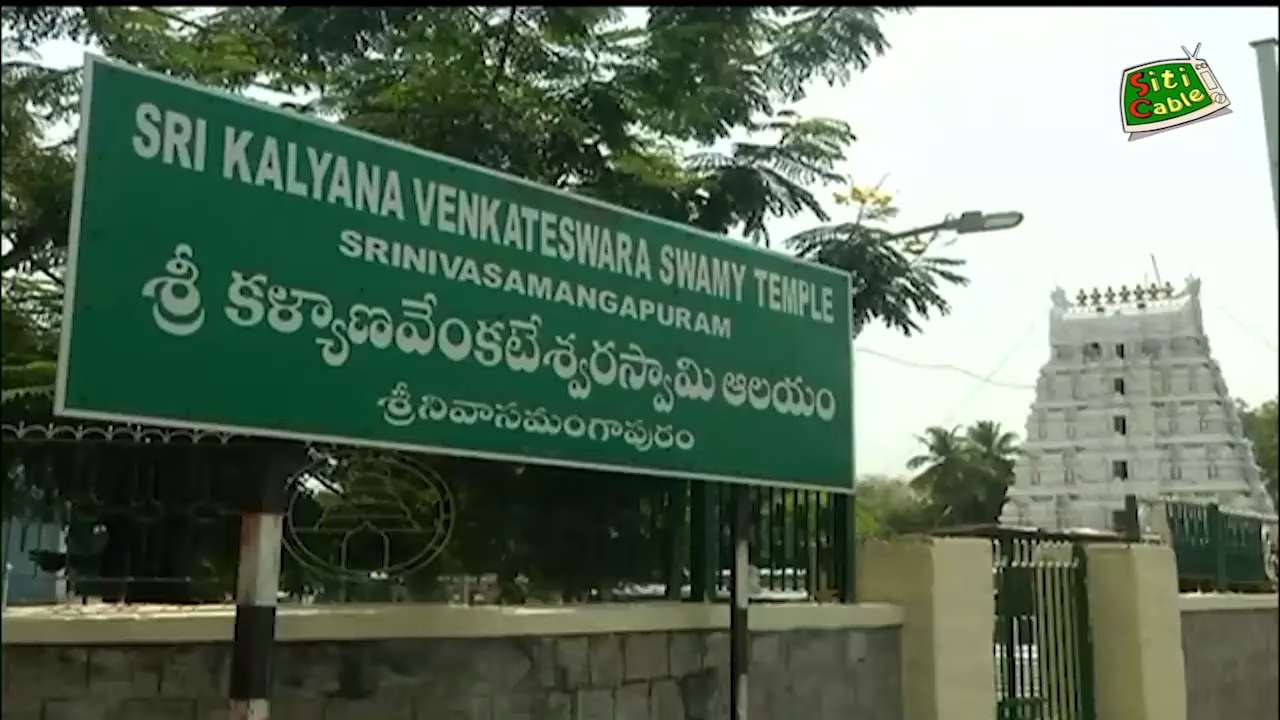 SRI KALYANA VENKATESWARA SWAMY TEMPLE
SRINIVASAMANGAPURAM
శ్రీ కళ్యాణవేంకటేశ్వరస్వామి ఆలయం
శ్రీనివాసమంగాపురం
Siti
Cable